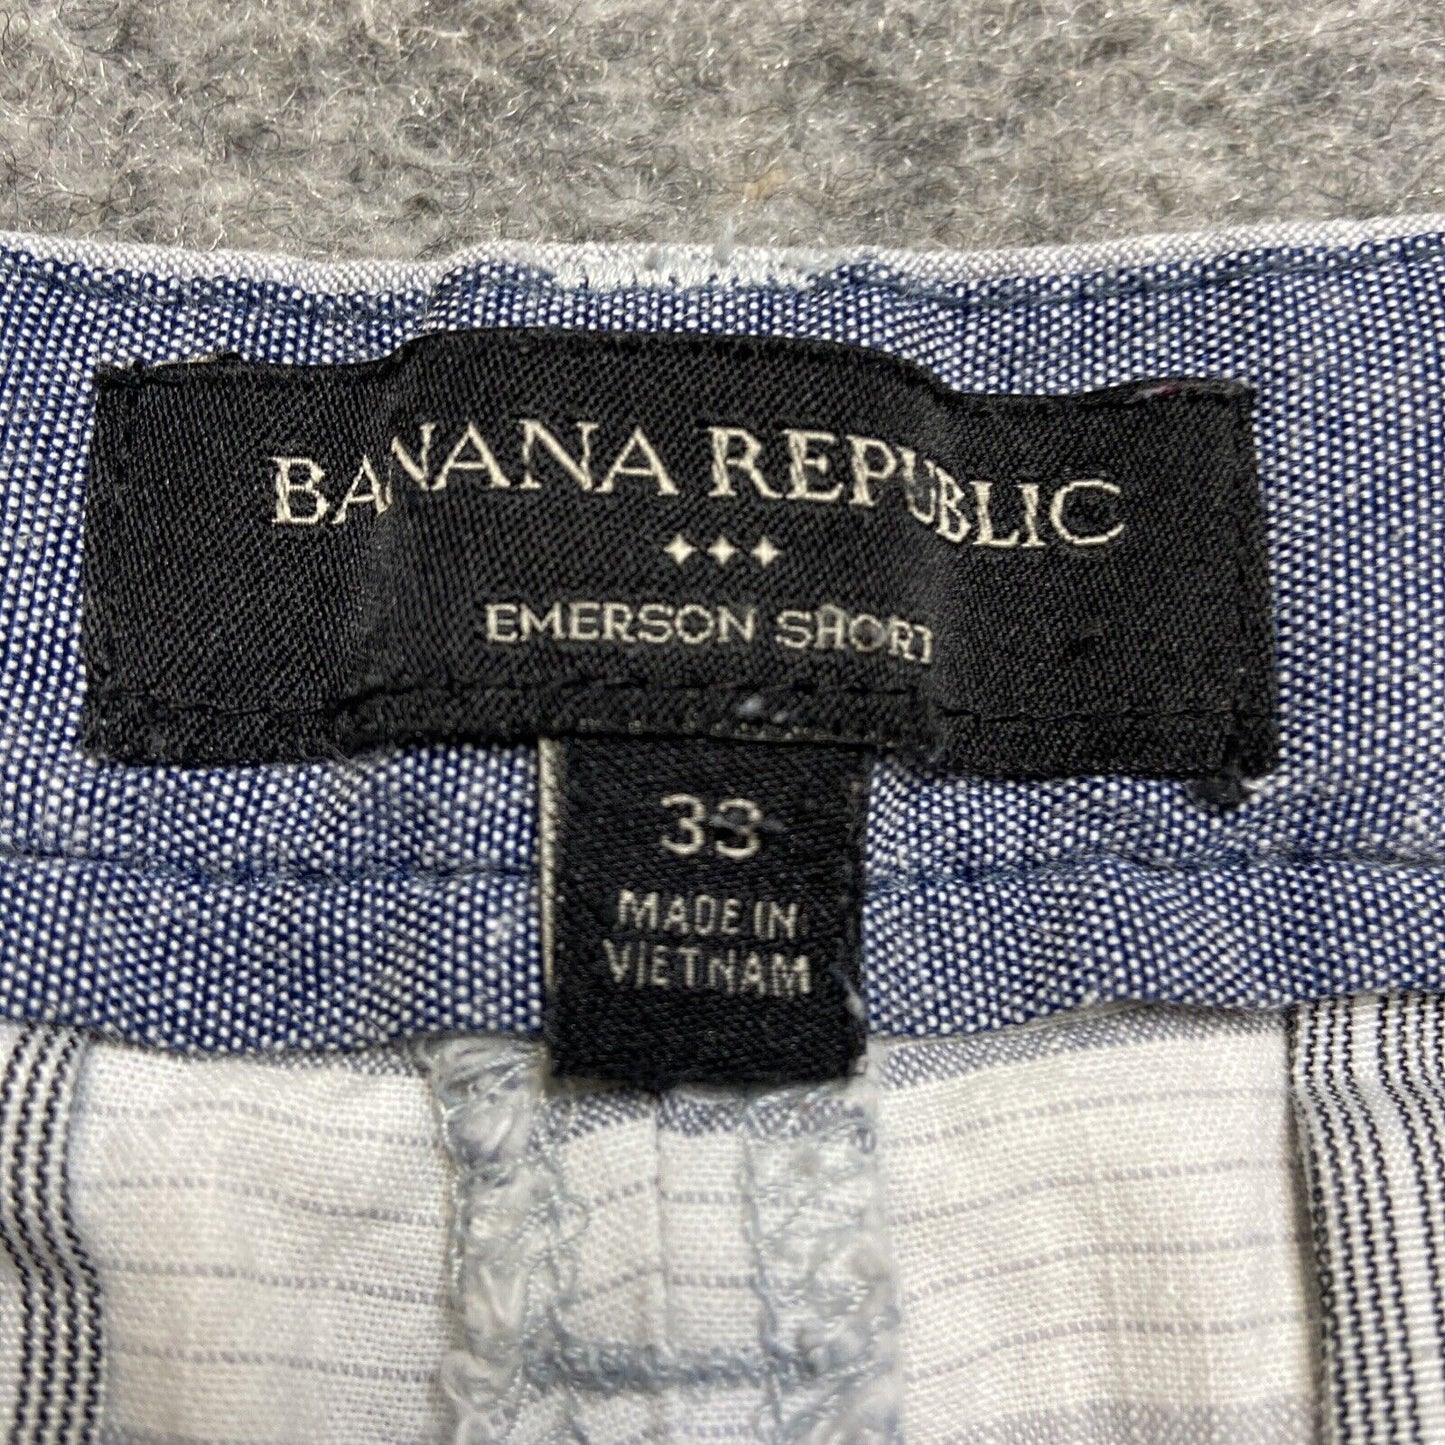 BANANA REPUBLIC
EMERSON SHORT
33
MADE IN
VIETNAM